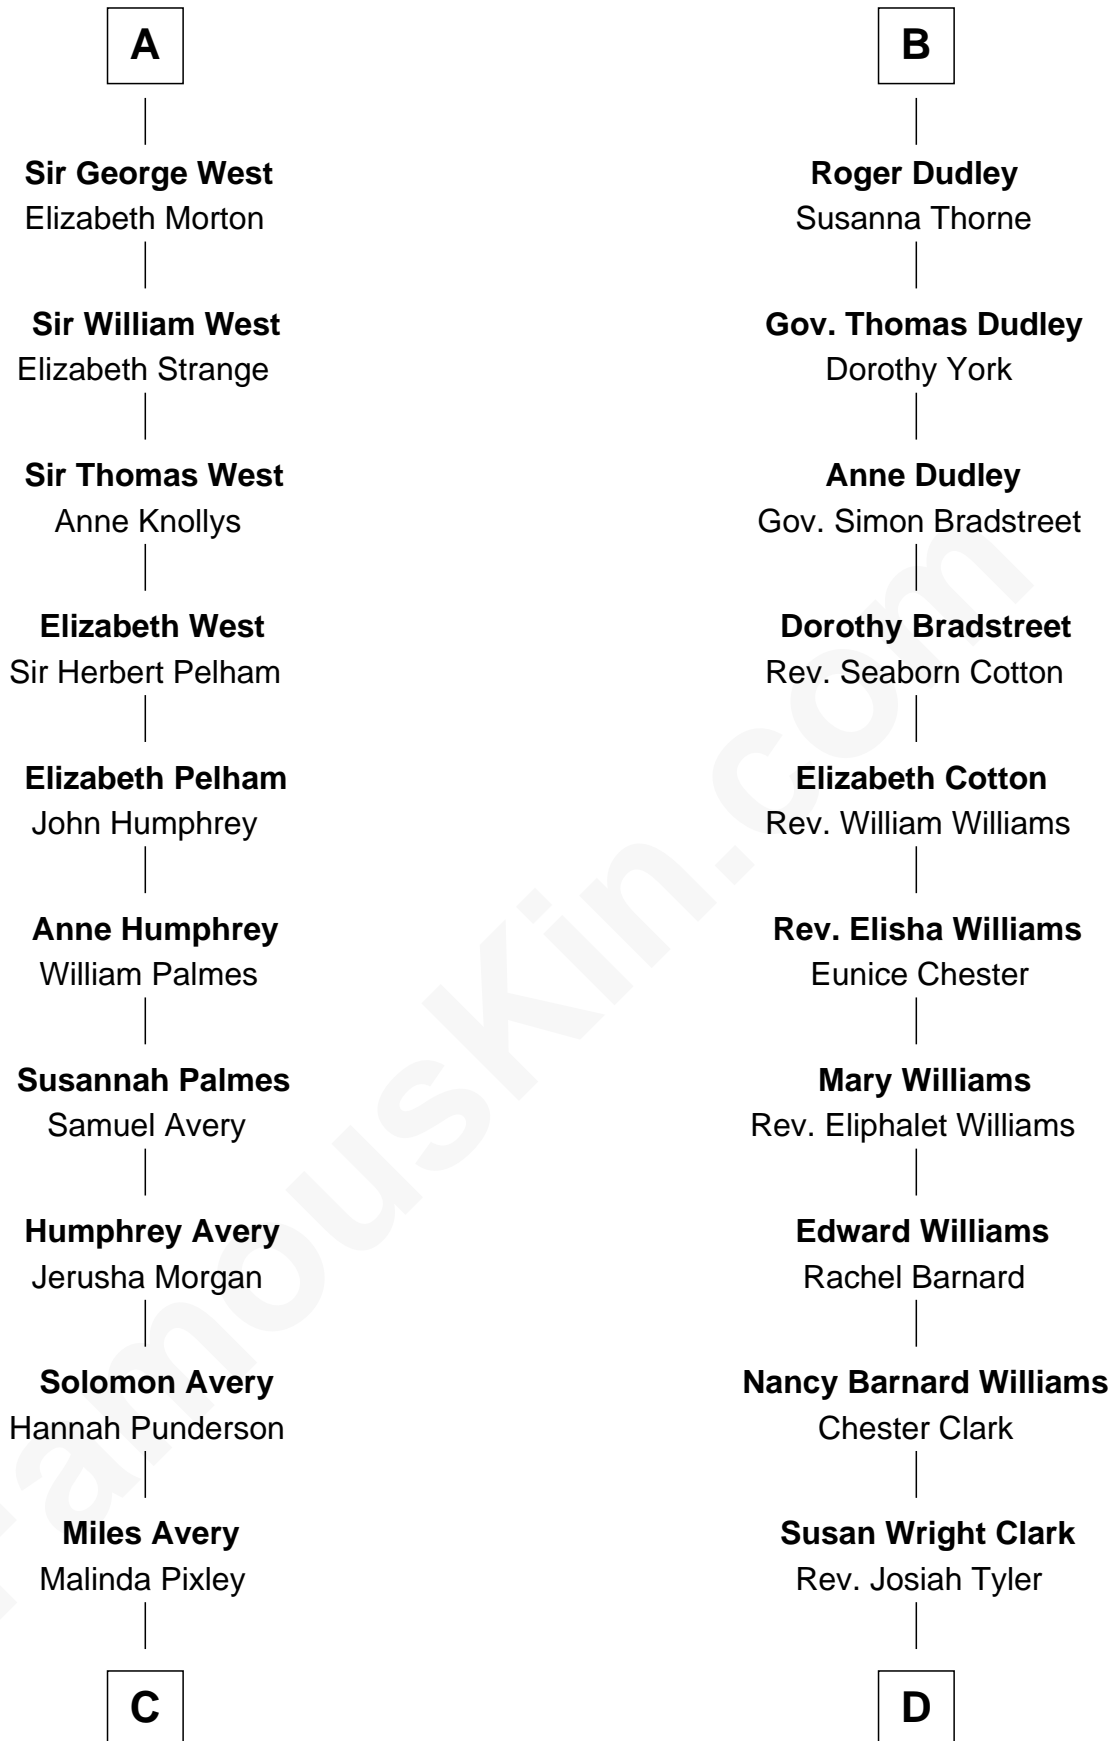 A
Sir George West
Elizabeth Morton
Sir William West
Elizabeth Strange
Sir Thomas West
Anne Knollys
Elizabeth West
Sir Herbert Pelham
Elizabeth Pelham
John Humphrey
Anne Humphrey
William Palmes
Susannah Palmes
Samuel Avery
Humphrey Avery
Jerusha Morgan
Solomon Avery
Hannah Punderson
Miles Avery
Malinda Pixley
C
B
Roger Dudley
Susanna Thorne
Gov. Thomas Dudley
Dorothy York
Anne Dudley
Gov. Simon Bradstreet
Dorothy Bradstreet
Rev. Seaborn Cotton
Elizabeth Cotton
Rev. William Williams
Rev. Elisha Williams
Eunice Chester
Mary Williams
Rev. Eliphalet Williams
Edward Williams
Rachel Barnard
Nancy Barnard Williams
Chester Clark
Susan Wright Clark
Rev. Josiah Tyler
D
FamousKin.com